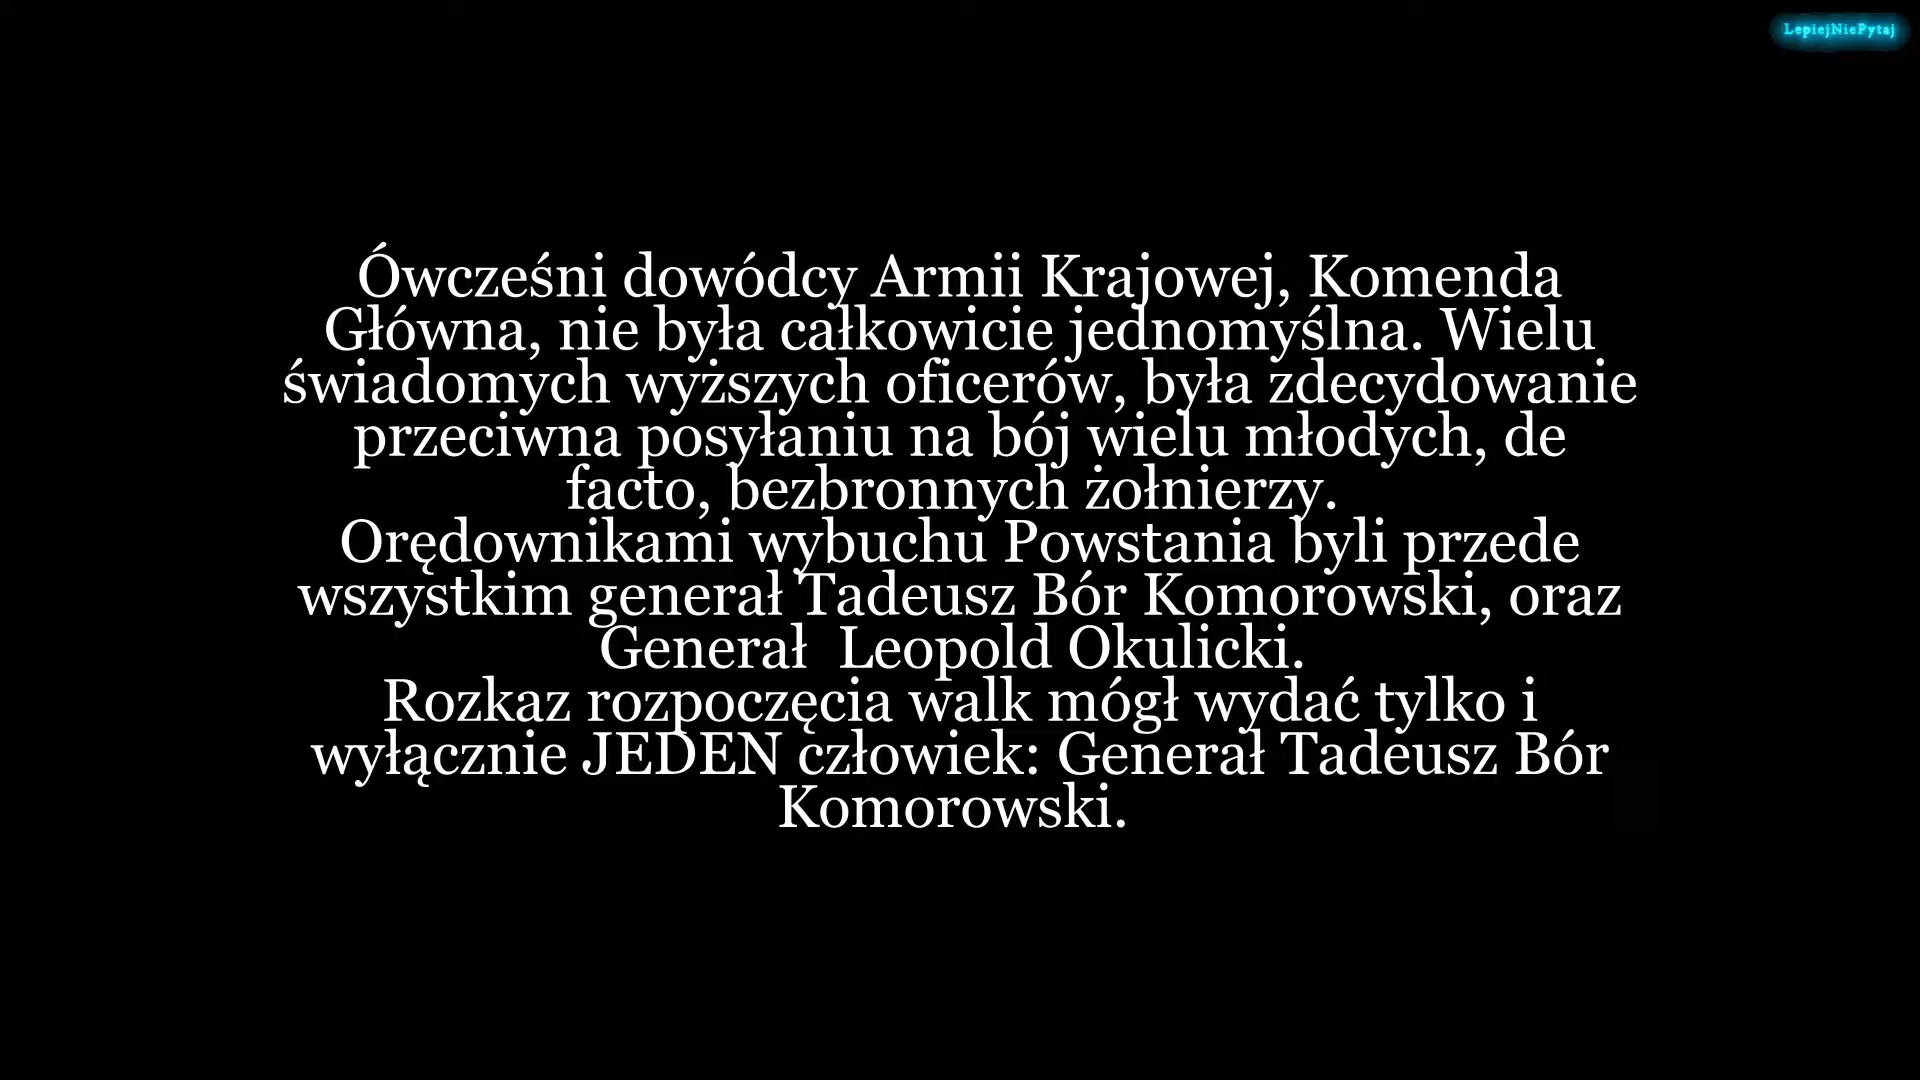 LepiejNiePytaj
Ówcześni dowódcy Armii Krajowej, Komenda
Główna, nie była całkowicie jednomyślna. Wielu
świadomych wyższych oficerów, była zdecydowanie
przeciwna posyłaniu na bój wielu młodych, de
facto, bezbronnych żołnierzy.
Orędownikami wybuchu Powstania byli przede
wszystkim generał Tadeusz Bór Komorowski, oraz
Generał  Leopold Okulicki.
Rozkaz rozpoczęcia walk mógł wydać tylko i
wyłącznie JEDEN człowiek: Generał Tadeusz Bór
Komorowski.